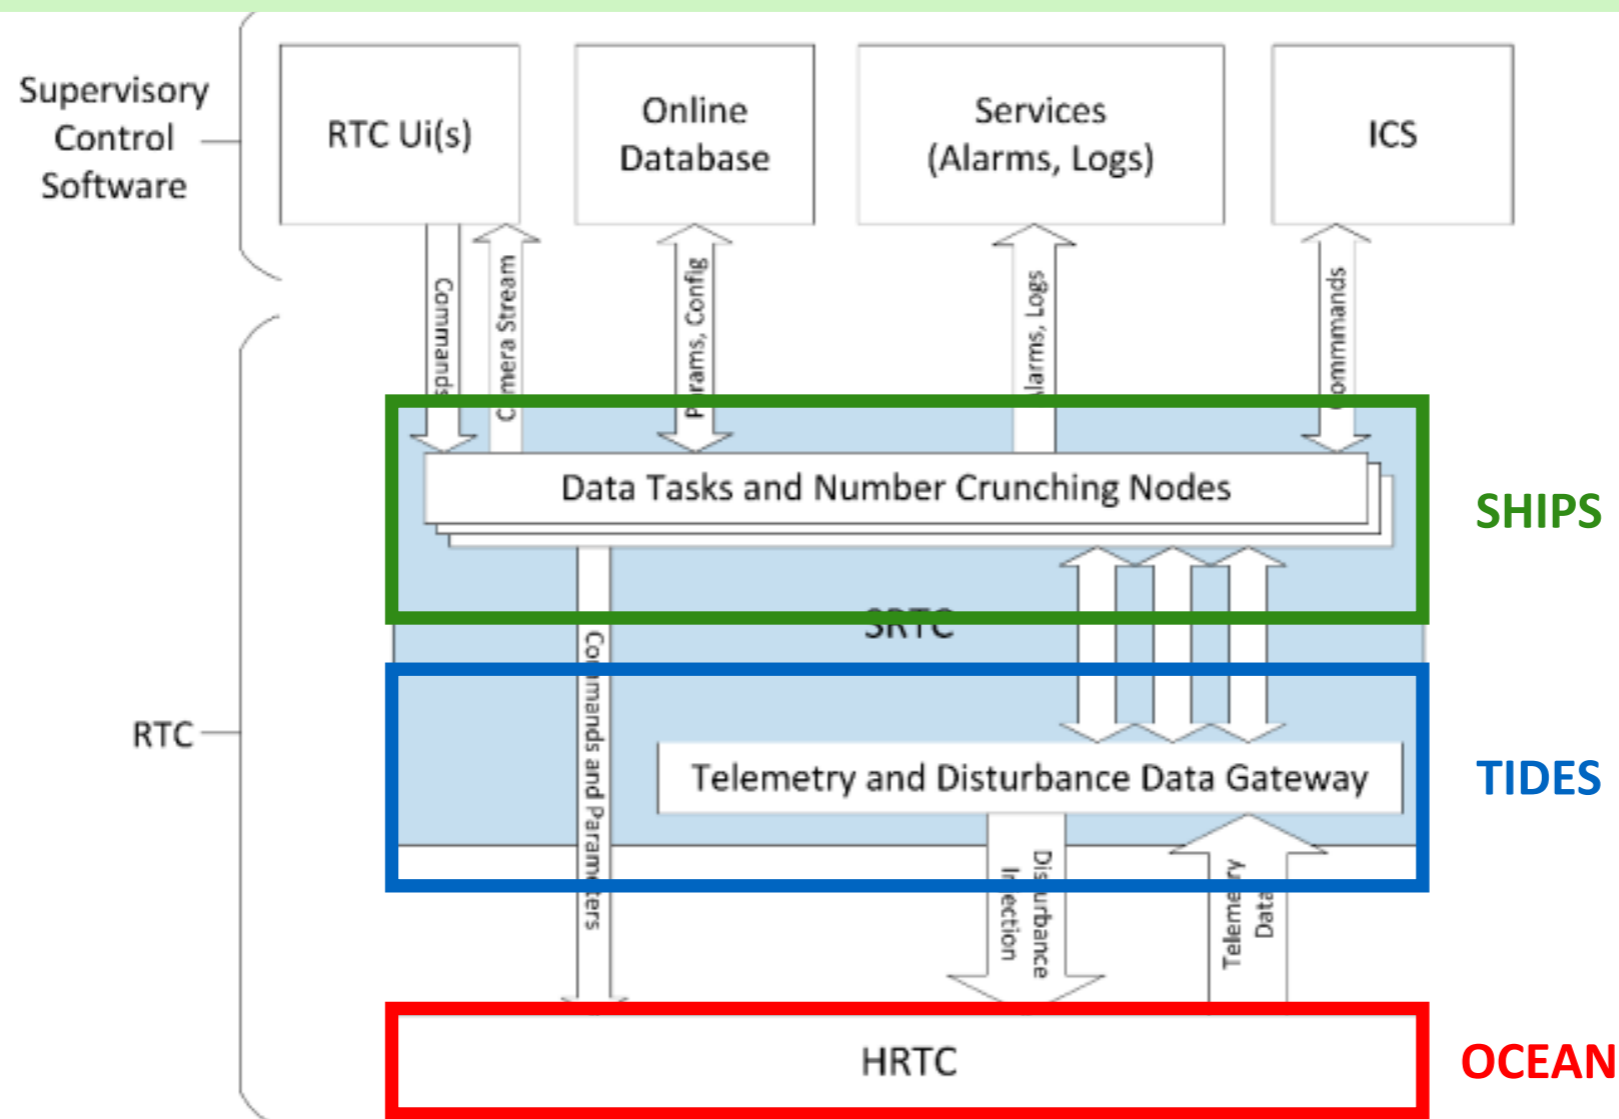 Supervisory
Control
Software
RTC Ui(s)
Online
Database
Services
(Alarms, Logs)
ICS
Commands
Camera Stream
Params, Config
Alarms, Logs
Commmands
Data Tasks and Number Crunching Nodes
SHIPS
SRTC
RTC
Commands and Parameters
Telemetry and Disturbance Data Gateway
TIDES
Disturbance
Injection
Telemetry
Data
HRTC
OCEAN